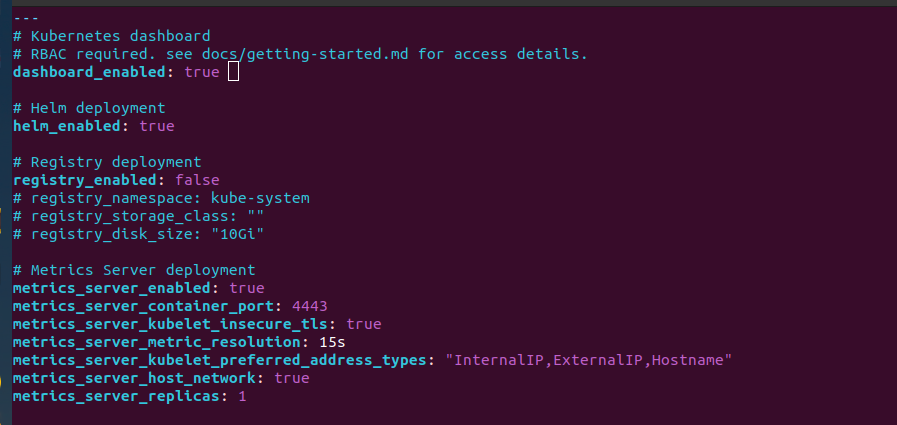 ---
# Kubernetes dashboard
# RBAC required. see docs/getting-started.md for access details.
dashboard_enabled: true
# Helm deployment
helm_enabled: true
# Registry deployment
registry_enabled: false
# registry_namespace: kube-system
# registry_storage_class: ""
# registry_disk_size: "10Gi"
# Metrics Server deployment
metrics_server_enabled: true
metrics_server_container_port: 4443
metrics_server_kubelet_insecure_tls: true
metrics_server_metric_resolution: 15s
metrics_server_kubelet_preferred_address_types: "InternalIP,ExternalIP,Hostname"
metrics_server_host_network: true
metrics_server_replicas: 1